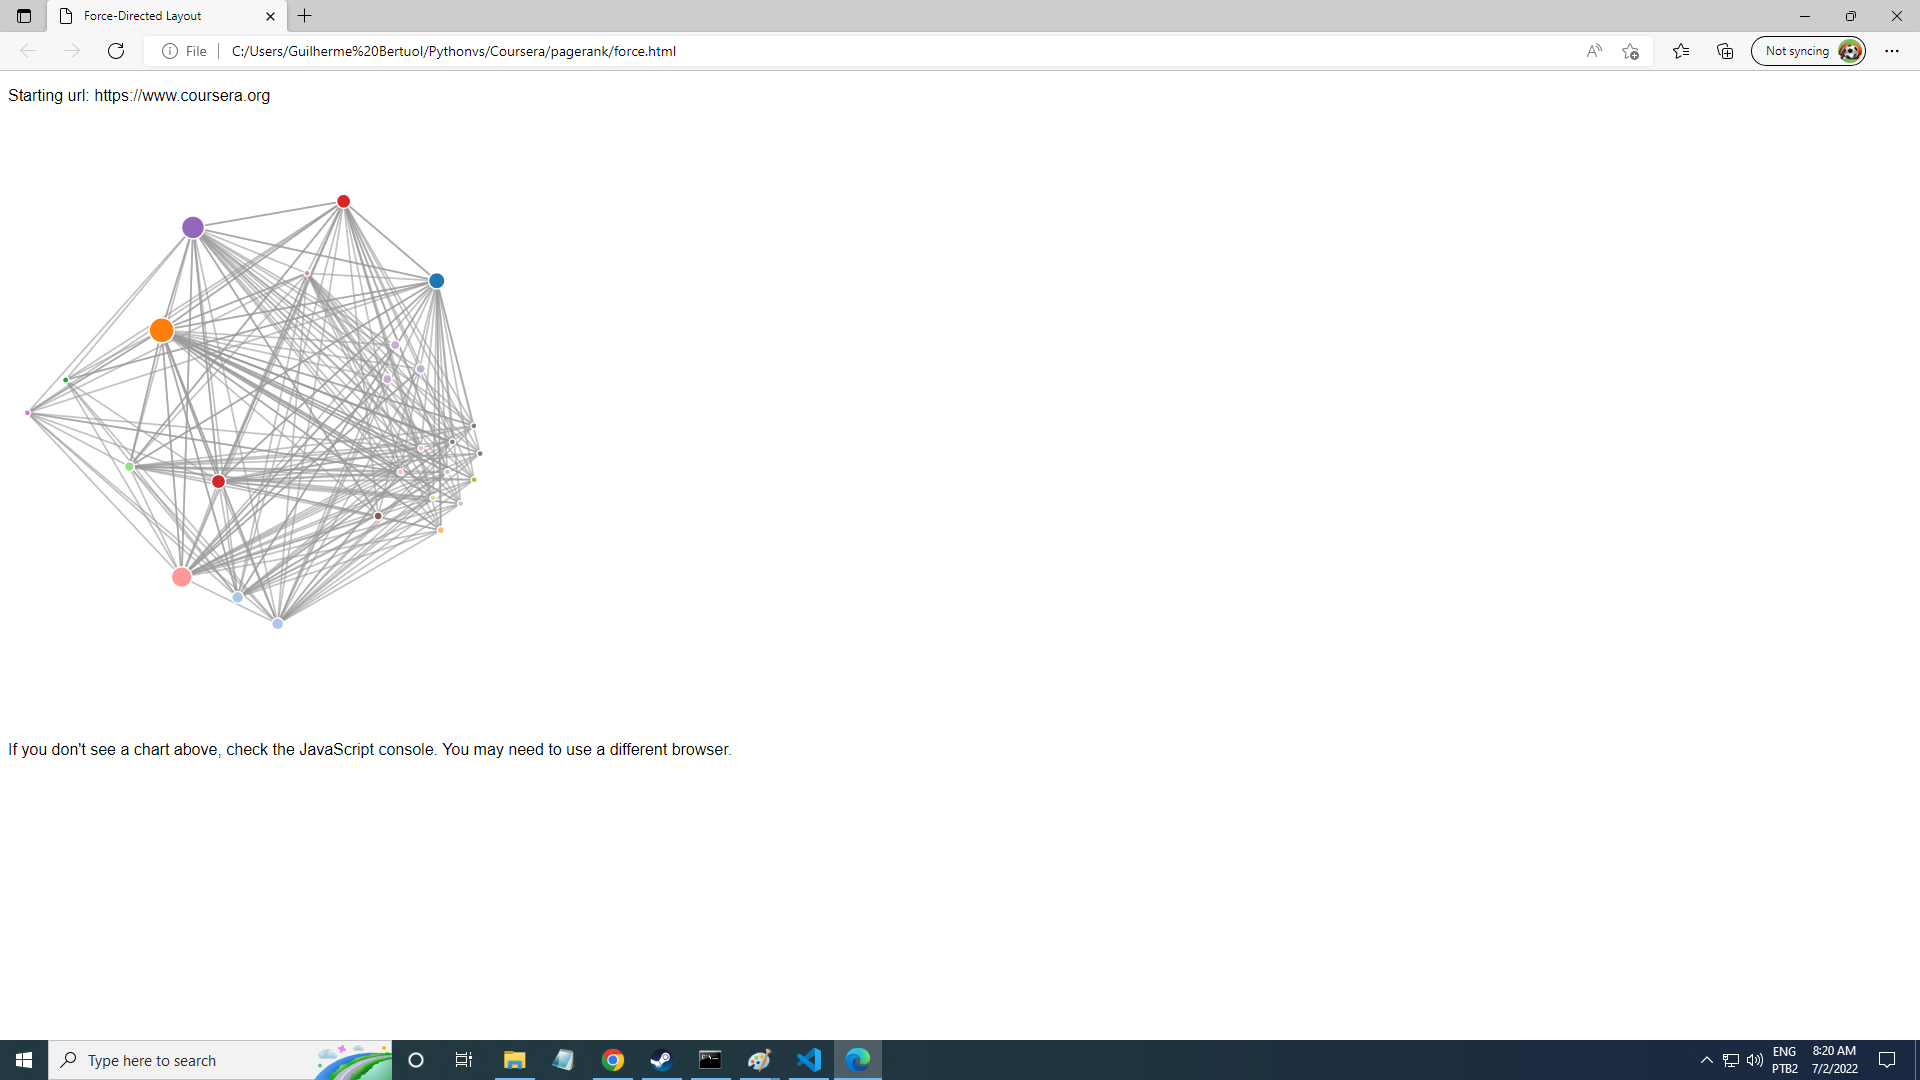 Force-Directed Layout
File
C:/Users/Guilherme%20Bertuol/Pythonvs/Coursera/pagerank/force.html
Not syncing
Starting url: https://www.coursera.org
If you don't see a chart above, check the JavaScript console. You may need to use a different browser.
Type here to search
ENG
PTB2
8:20 AM
7/2/2022